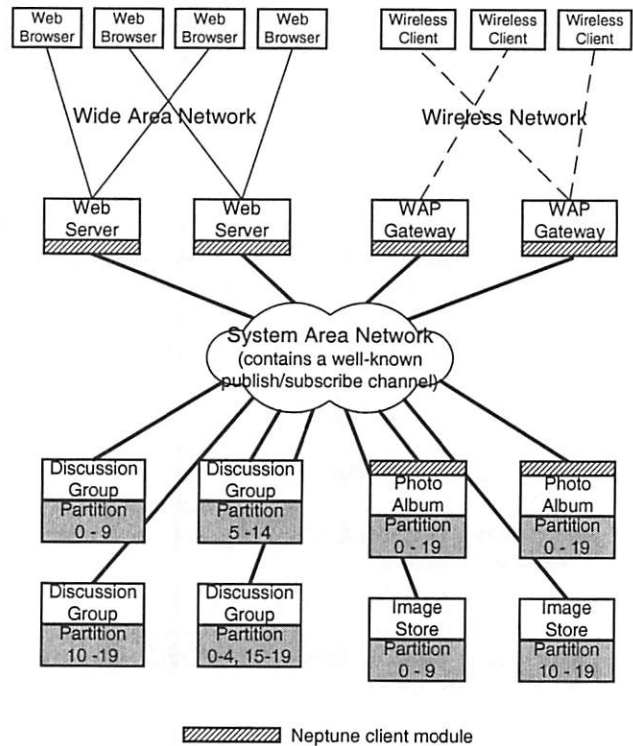 Web
Browser
Web
Browser
Web
Browser
Web
Browser
Wireless
Client
Wireless
Client
Wireless
Client
Wide Area Network
Wireless Network
Web
Server
Web
Server
WAP
Gateway
WAP
Gateway
System Area Network
(contains a well-known
publish/subscribe channel)
Discussion
Group
Partition
0 - 9
Discussion
Group
Partition
5 -14
Photo
Album
Partition
0 - 19
Photo
Album
Partition
0 - 19
Discussion
Group
Partition
10 -19
Discussion
Group
Partition
0-4, 15-19
Image
Store
Partition
0 - 9
Image
Store
Partition
10 - 19
Neptune client module